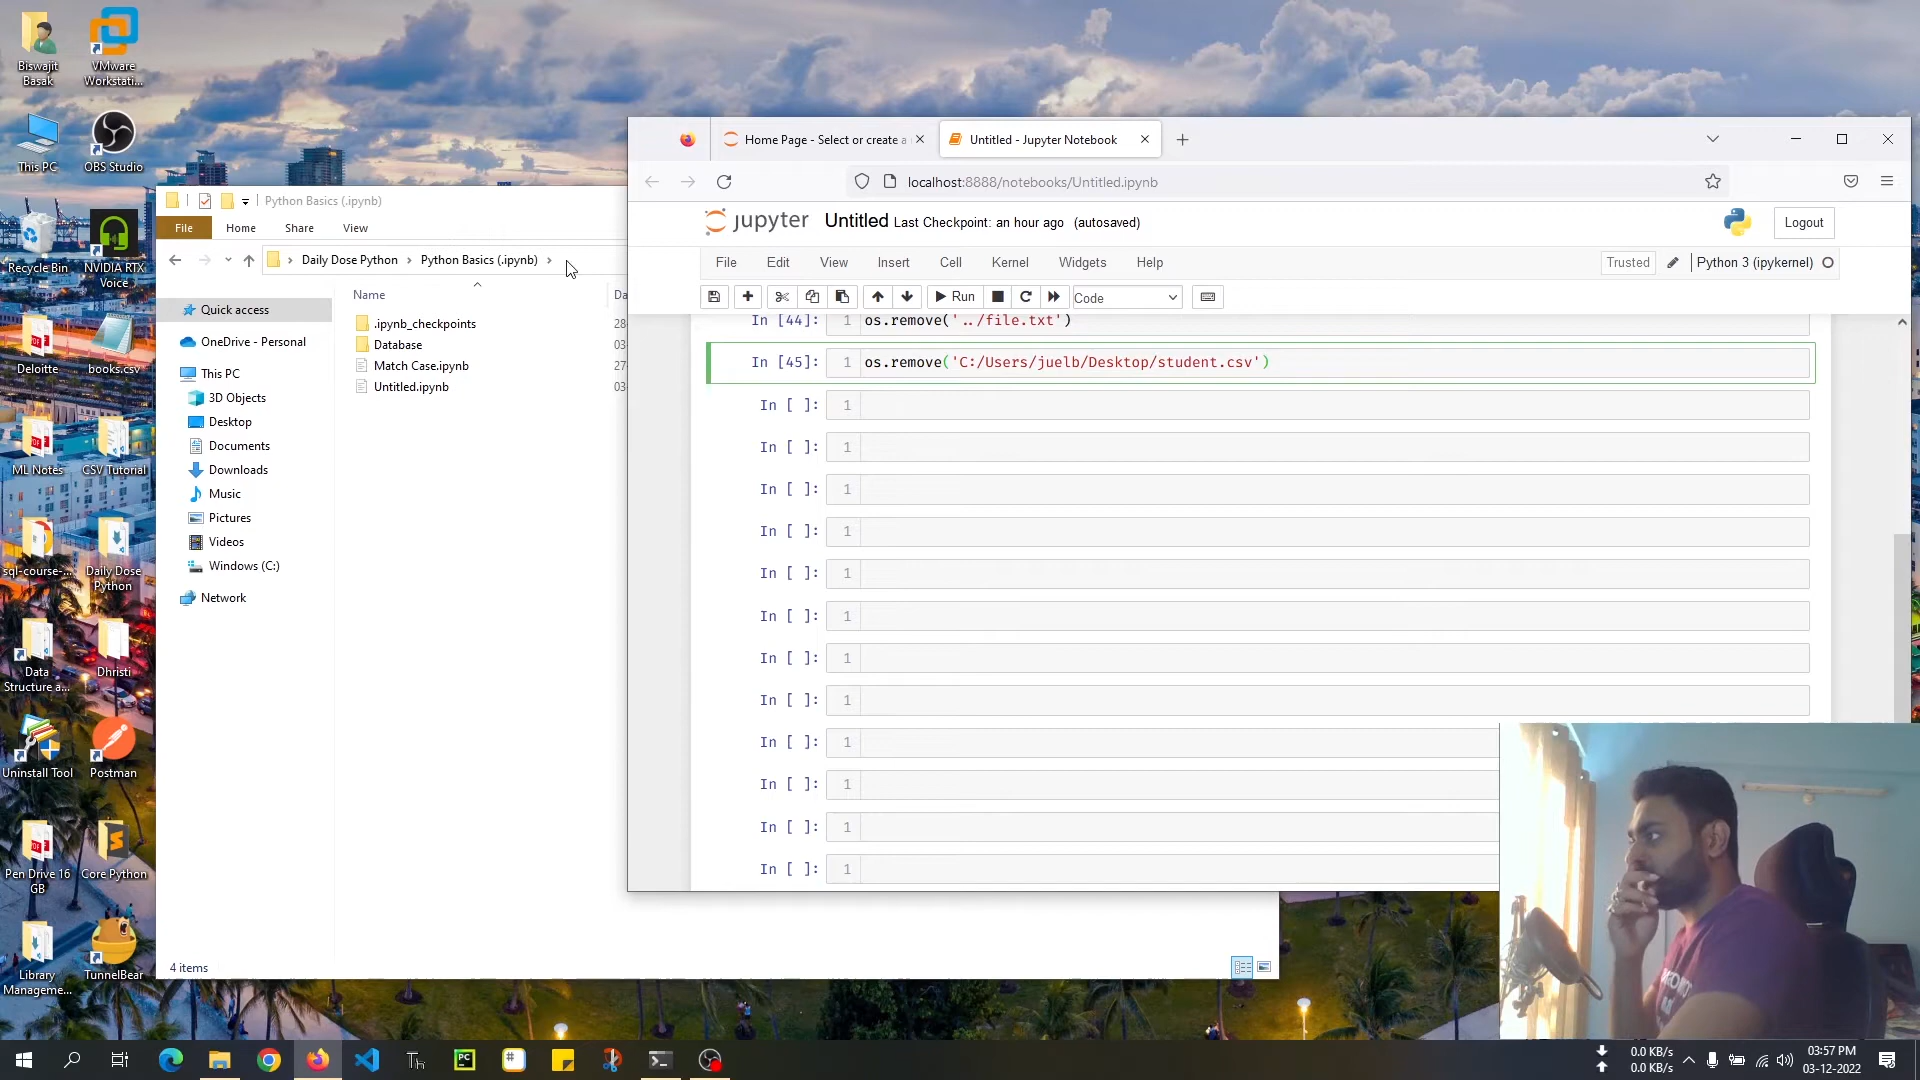 Biswajit
Basak
VMware
Workstati...
This PC
OBS Studio
Recycle Bin
NVIDIA RTX
Voice
Deloitte
books.csv
ML Notes
CSV Tutorial
sql-course-...
Daily Dose
Python
Data
Structure a...
Dhristi
Uninstall Tool
Postman
Pen Drive 16
GB
Core Python
Library
Manageme...
TunnelBear
Python Basics (.ipynb)
File Home Share View
Daily Dose Python Python Basics (.ipynb)
Name
Da
.ipynb_checkpoints
28
Database
03
Match Case.ipynb
27
Untitled.ipynb
03
Quick access
OneDrive - Personal
This PC
3D Objects
Desktop
Documents
Downloads
Music
Pictures
Videos
Windows (C:)
Network
4 items
Home Page - Select or create a
Untitled - Jupyter Notebook
localhost:8888/notebooks/Untitled.ipynb
jupyter Untitled Last Checkpoint: an hour ago (autosaved)
Logout
File Edit View Insert Cell Kernel Widgets Help
Trusted Python 3 (ipykernel)
Run Code
In [44]: 1 os.remove('../file.txt')
In [45]: 1 os.remove('C:/Users/juelb/Desktop/student.csv')
In [ ]: 1
In [ ]: 1
In [ ]: 1
In [ ]: 1
In [ ]: 1
In [ ]: 1
In [ ]: 1
In [ ]: 1
In [ ]: 1
In [ ]: 1
In [ ]: 1
In [ ]: 1
0.0 KB/s
0.0 KB/s
03:57 PM
03-12-2022